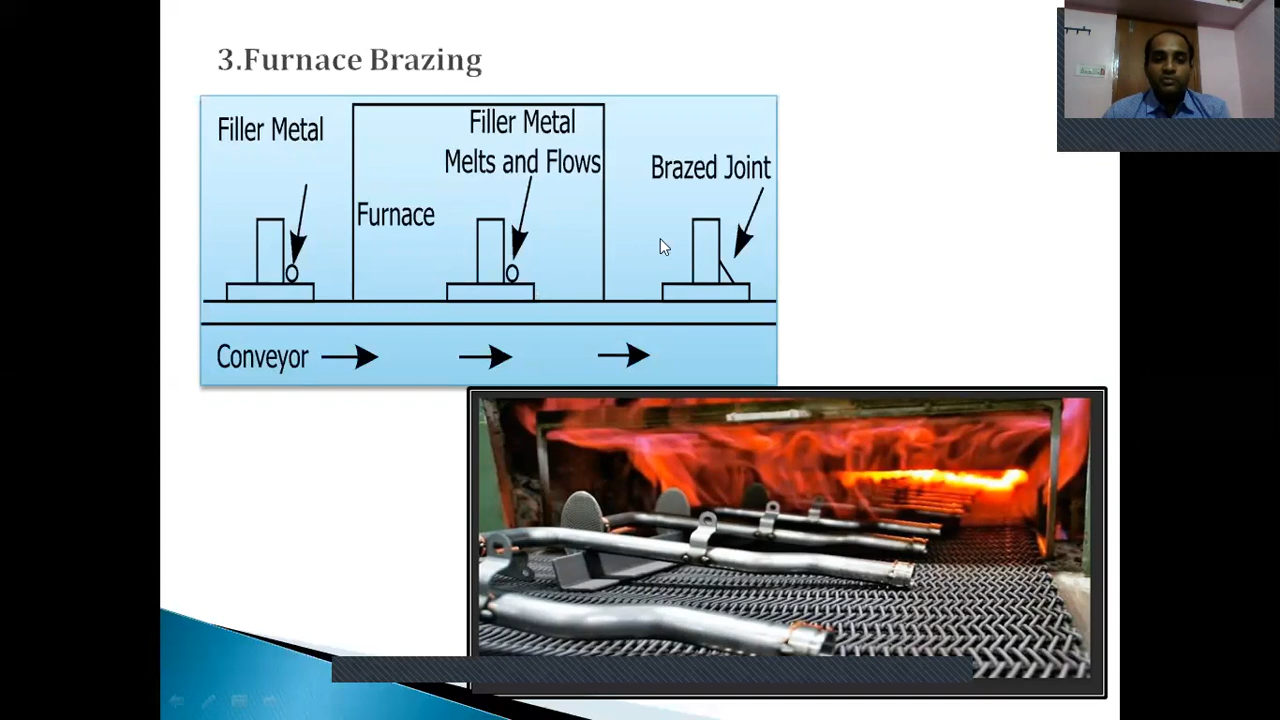 3.Furnace Brazing
Filler Metal
Filler Metal
Melts and Flows
Brazed Joint
Furnace
Conveyor